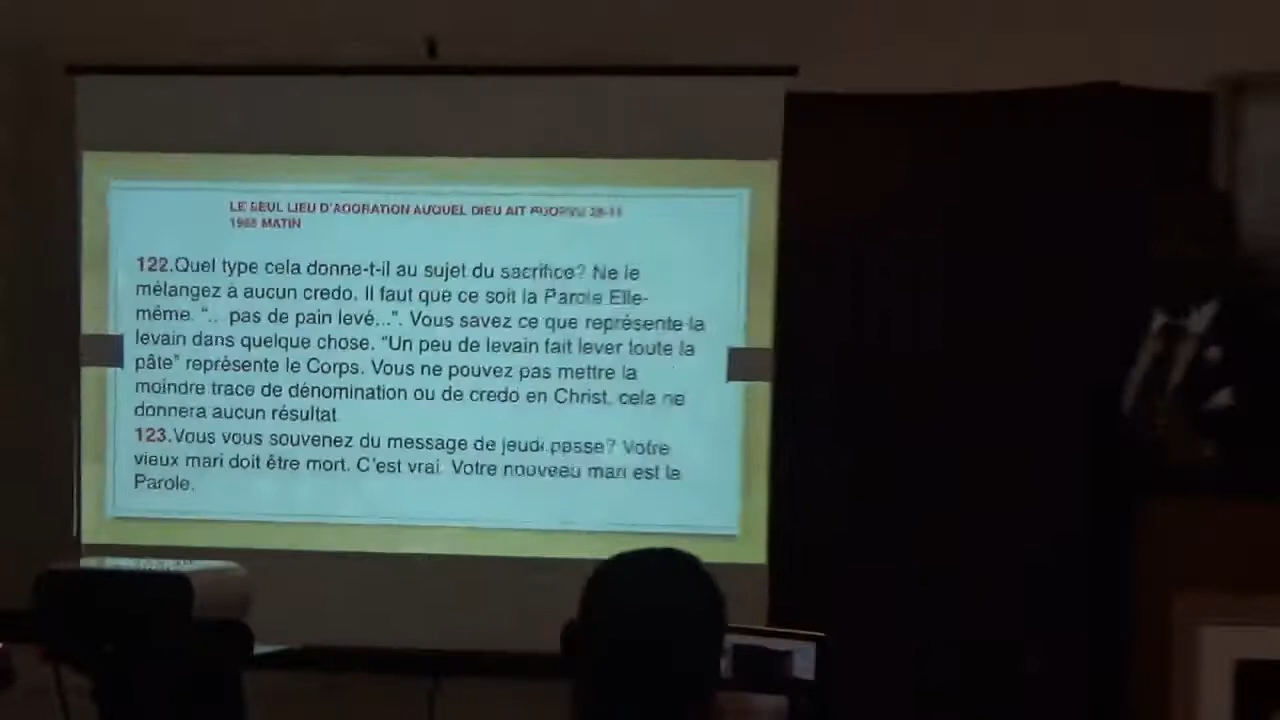 LE SEUL LIEU D'ADORATION AUQUEL DIEU AIT
MATIN
122.Quel type cela donne-t-il au sujet du sacrifice? Ne le
mélangez à aucun credo. Il faut que ce soit la Parole Elle-
même. "... pas de pain levé...". Vous savez ce que représente la
levain dans quelque chose. "Un peu de levain fait lever toute la
pâte" représente le Corps. Vous ne pouvez pas mettre la
moindre trace de dénomination ou de credo en Christ, cela ne
donnera aucun résultat.
123.Vous vous souvenez du message de jeudi passe? Votre
vieux mari doit être mort. C'est vrai. Votre nouveau mari est la
Parole.